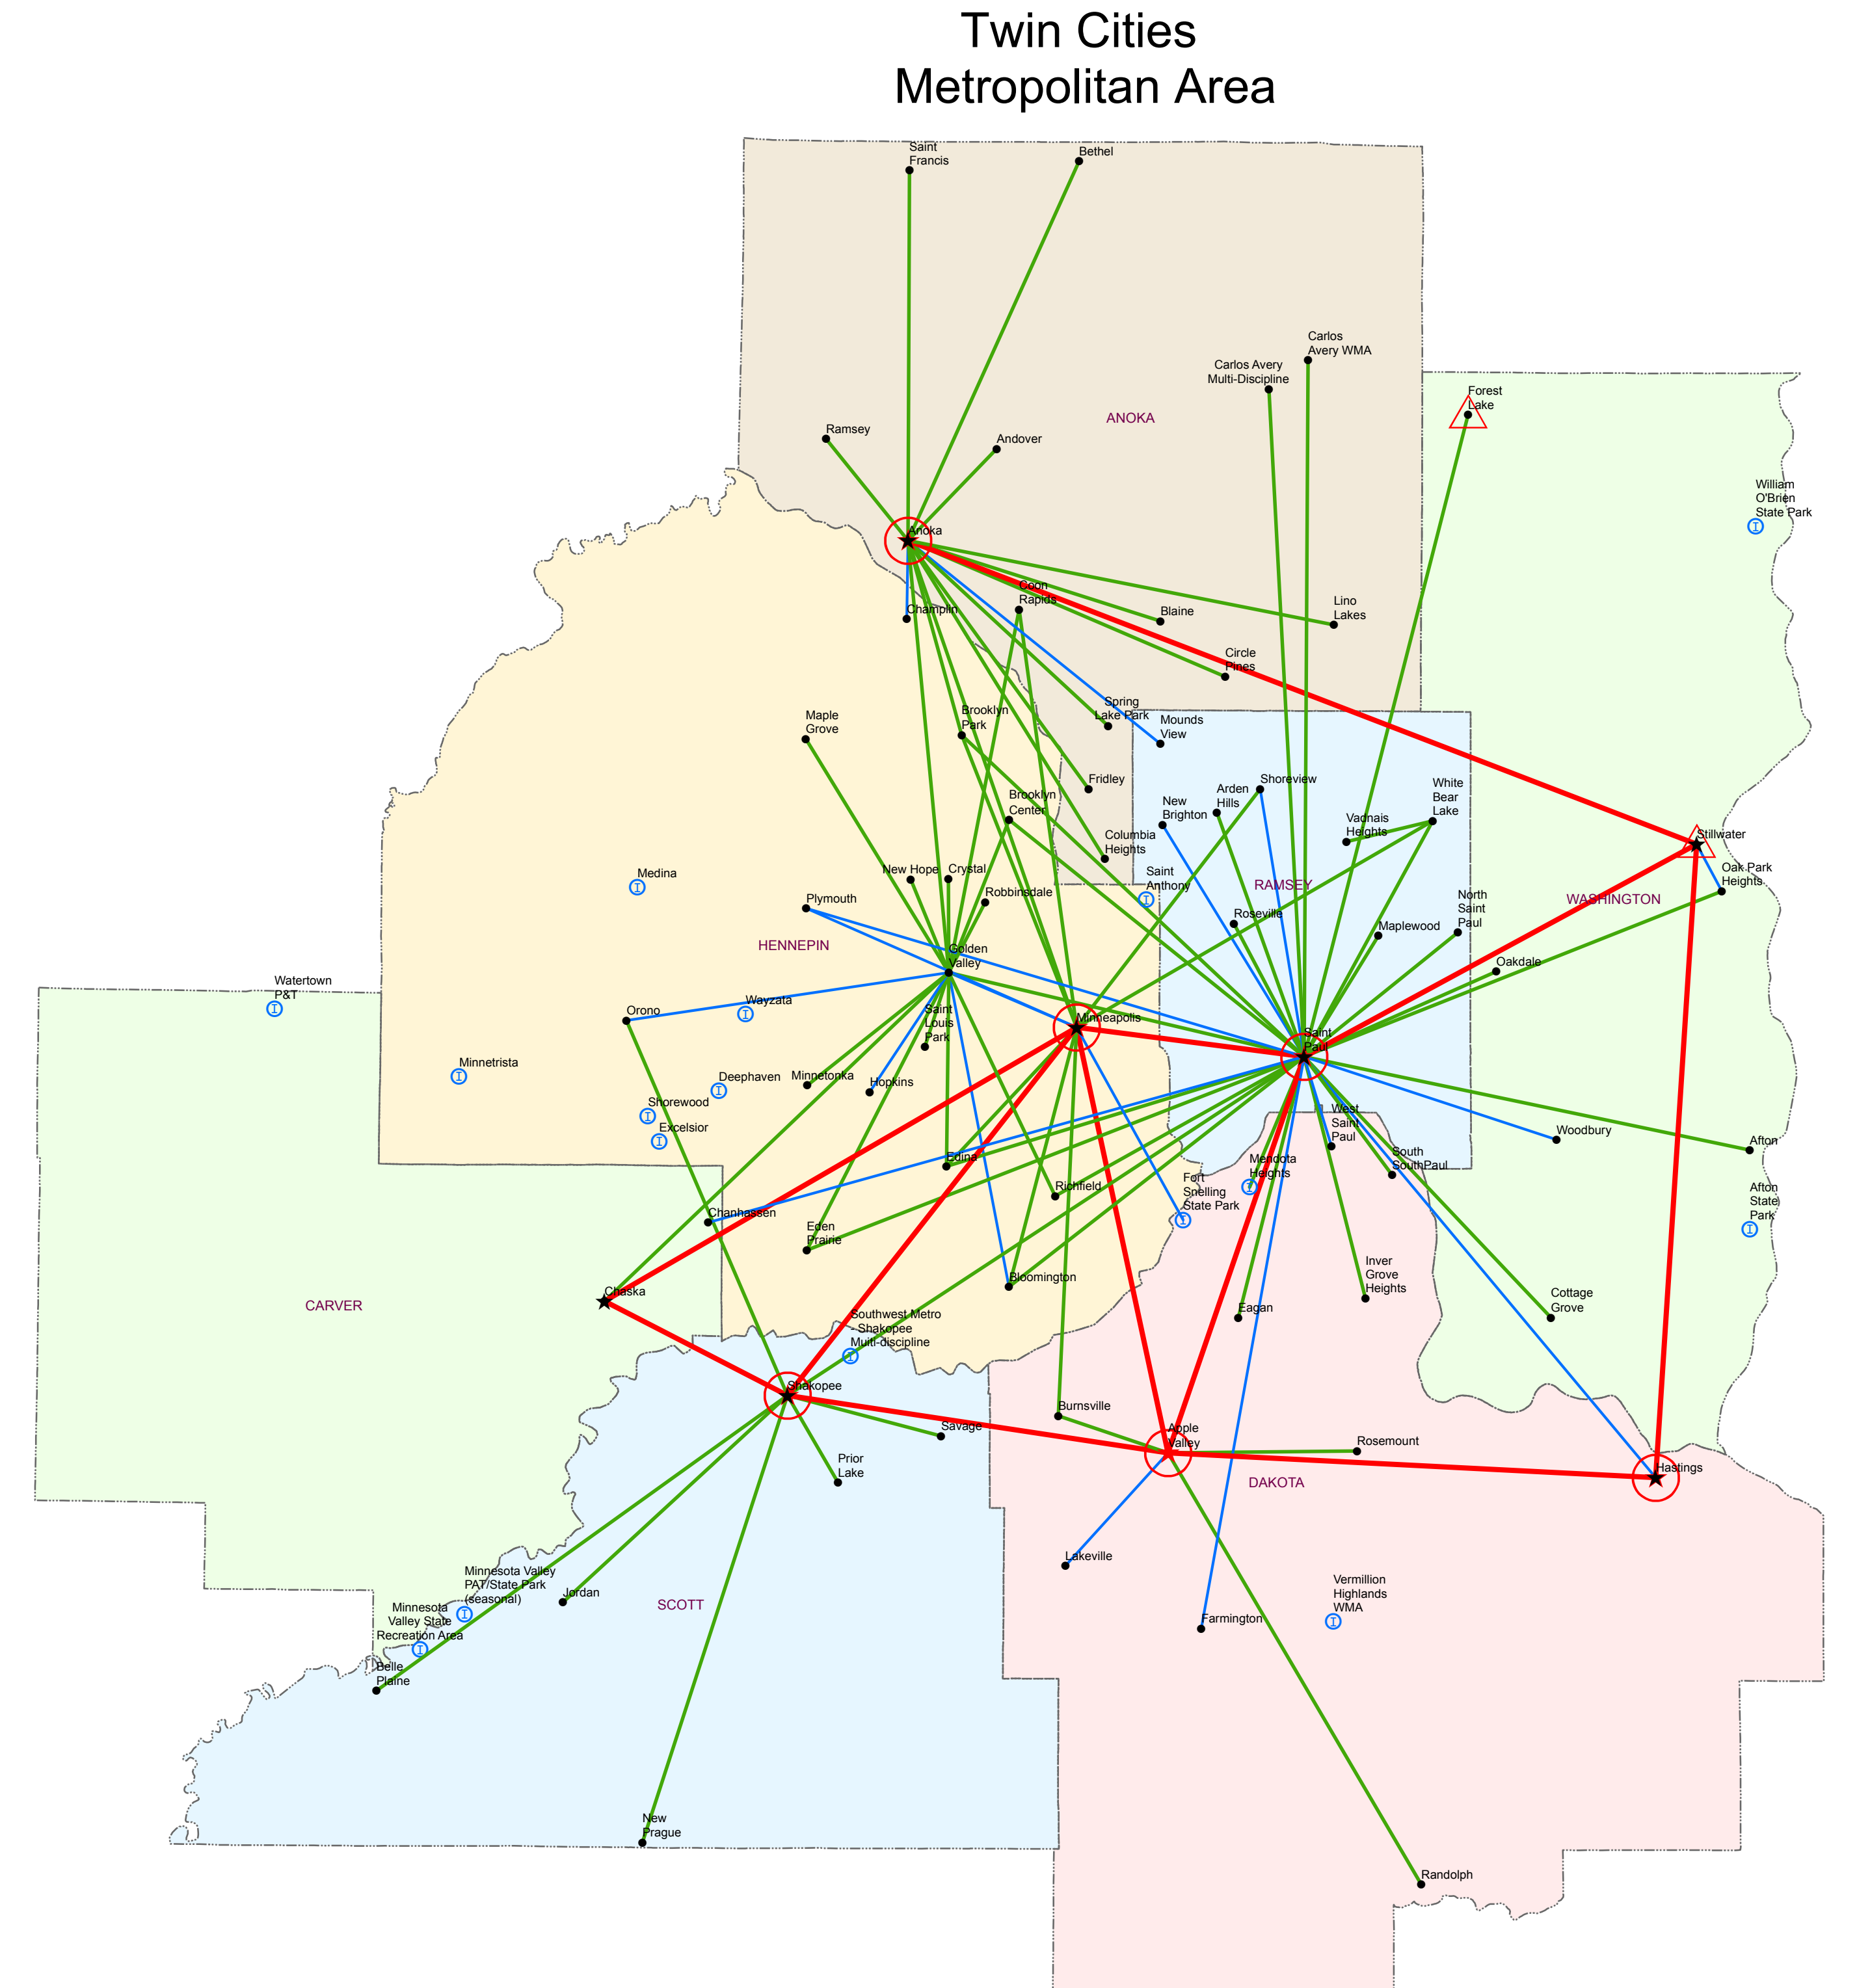 Twin Cities
Metropolitan Area
Saint
Francis
Bethel
Carlos
Avery WMA
Carlos Avery
Multi-Discipline
Forest
Lake
ANOKA
Ramsey
Andover
William
O'Brien
State Park
Anoka
Coon
Rapids
Champlin
Blaine
Lino
Lakes
Circle
Pines
Maple
Grove
Brooklyn
Park
Spring
Lake Park
Mounds
View
Fridley
Shoreview
White
Bear
Lake
Brooklyn
Center
New
Brighton
Arden
Hills
Vadnais
Heights
Columbia
Heights
Stillwater
Medina
New Hope
Crystal
Saint
Anthony
RAMSEY
Oak Park
Heights
WASHINGTON
Plymouth
Robbinsdale
Roseville
Maplewood
North
Saint
Paul
HENNEPIN
Golden
Valley
Oakdale
Watertown
P&T
Orono
Wayzata
Saint
Louis
Park
Minneapolis
Saint
Paul
Minnetrista
Deephaven
Minnetonka
Hopkins
Shorewood
Excelsior
West
Saint
Paul
Woodbury
Afton
Edina
Mendota
Heights
South
SouthPaul
Richfield
Fort
Snelling
State Park
Afton
State
Park
Chanhassen
Eden
Prairie
Bloomington
Inver
Grove
Heights
Chaska
CARVER
Southwest Metro
- Shakopee
Multi-discipline
Eagan
Cottage
Grove
Shakopee
Burnsville
Savage
Apple
Valley
Rosemount
Hastings
Prior
Lake
DAKOTA
Lakeville
Minnesota Valley
PAT/State Park
(seasonal)
Jordan
SCOTT
Minnesota
Valley State
Recreation Area
Vermillion
Highlands
WMA
Farmington
Belle
Plaine
New
Prague
Randolph